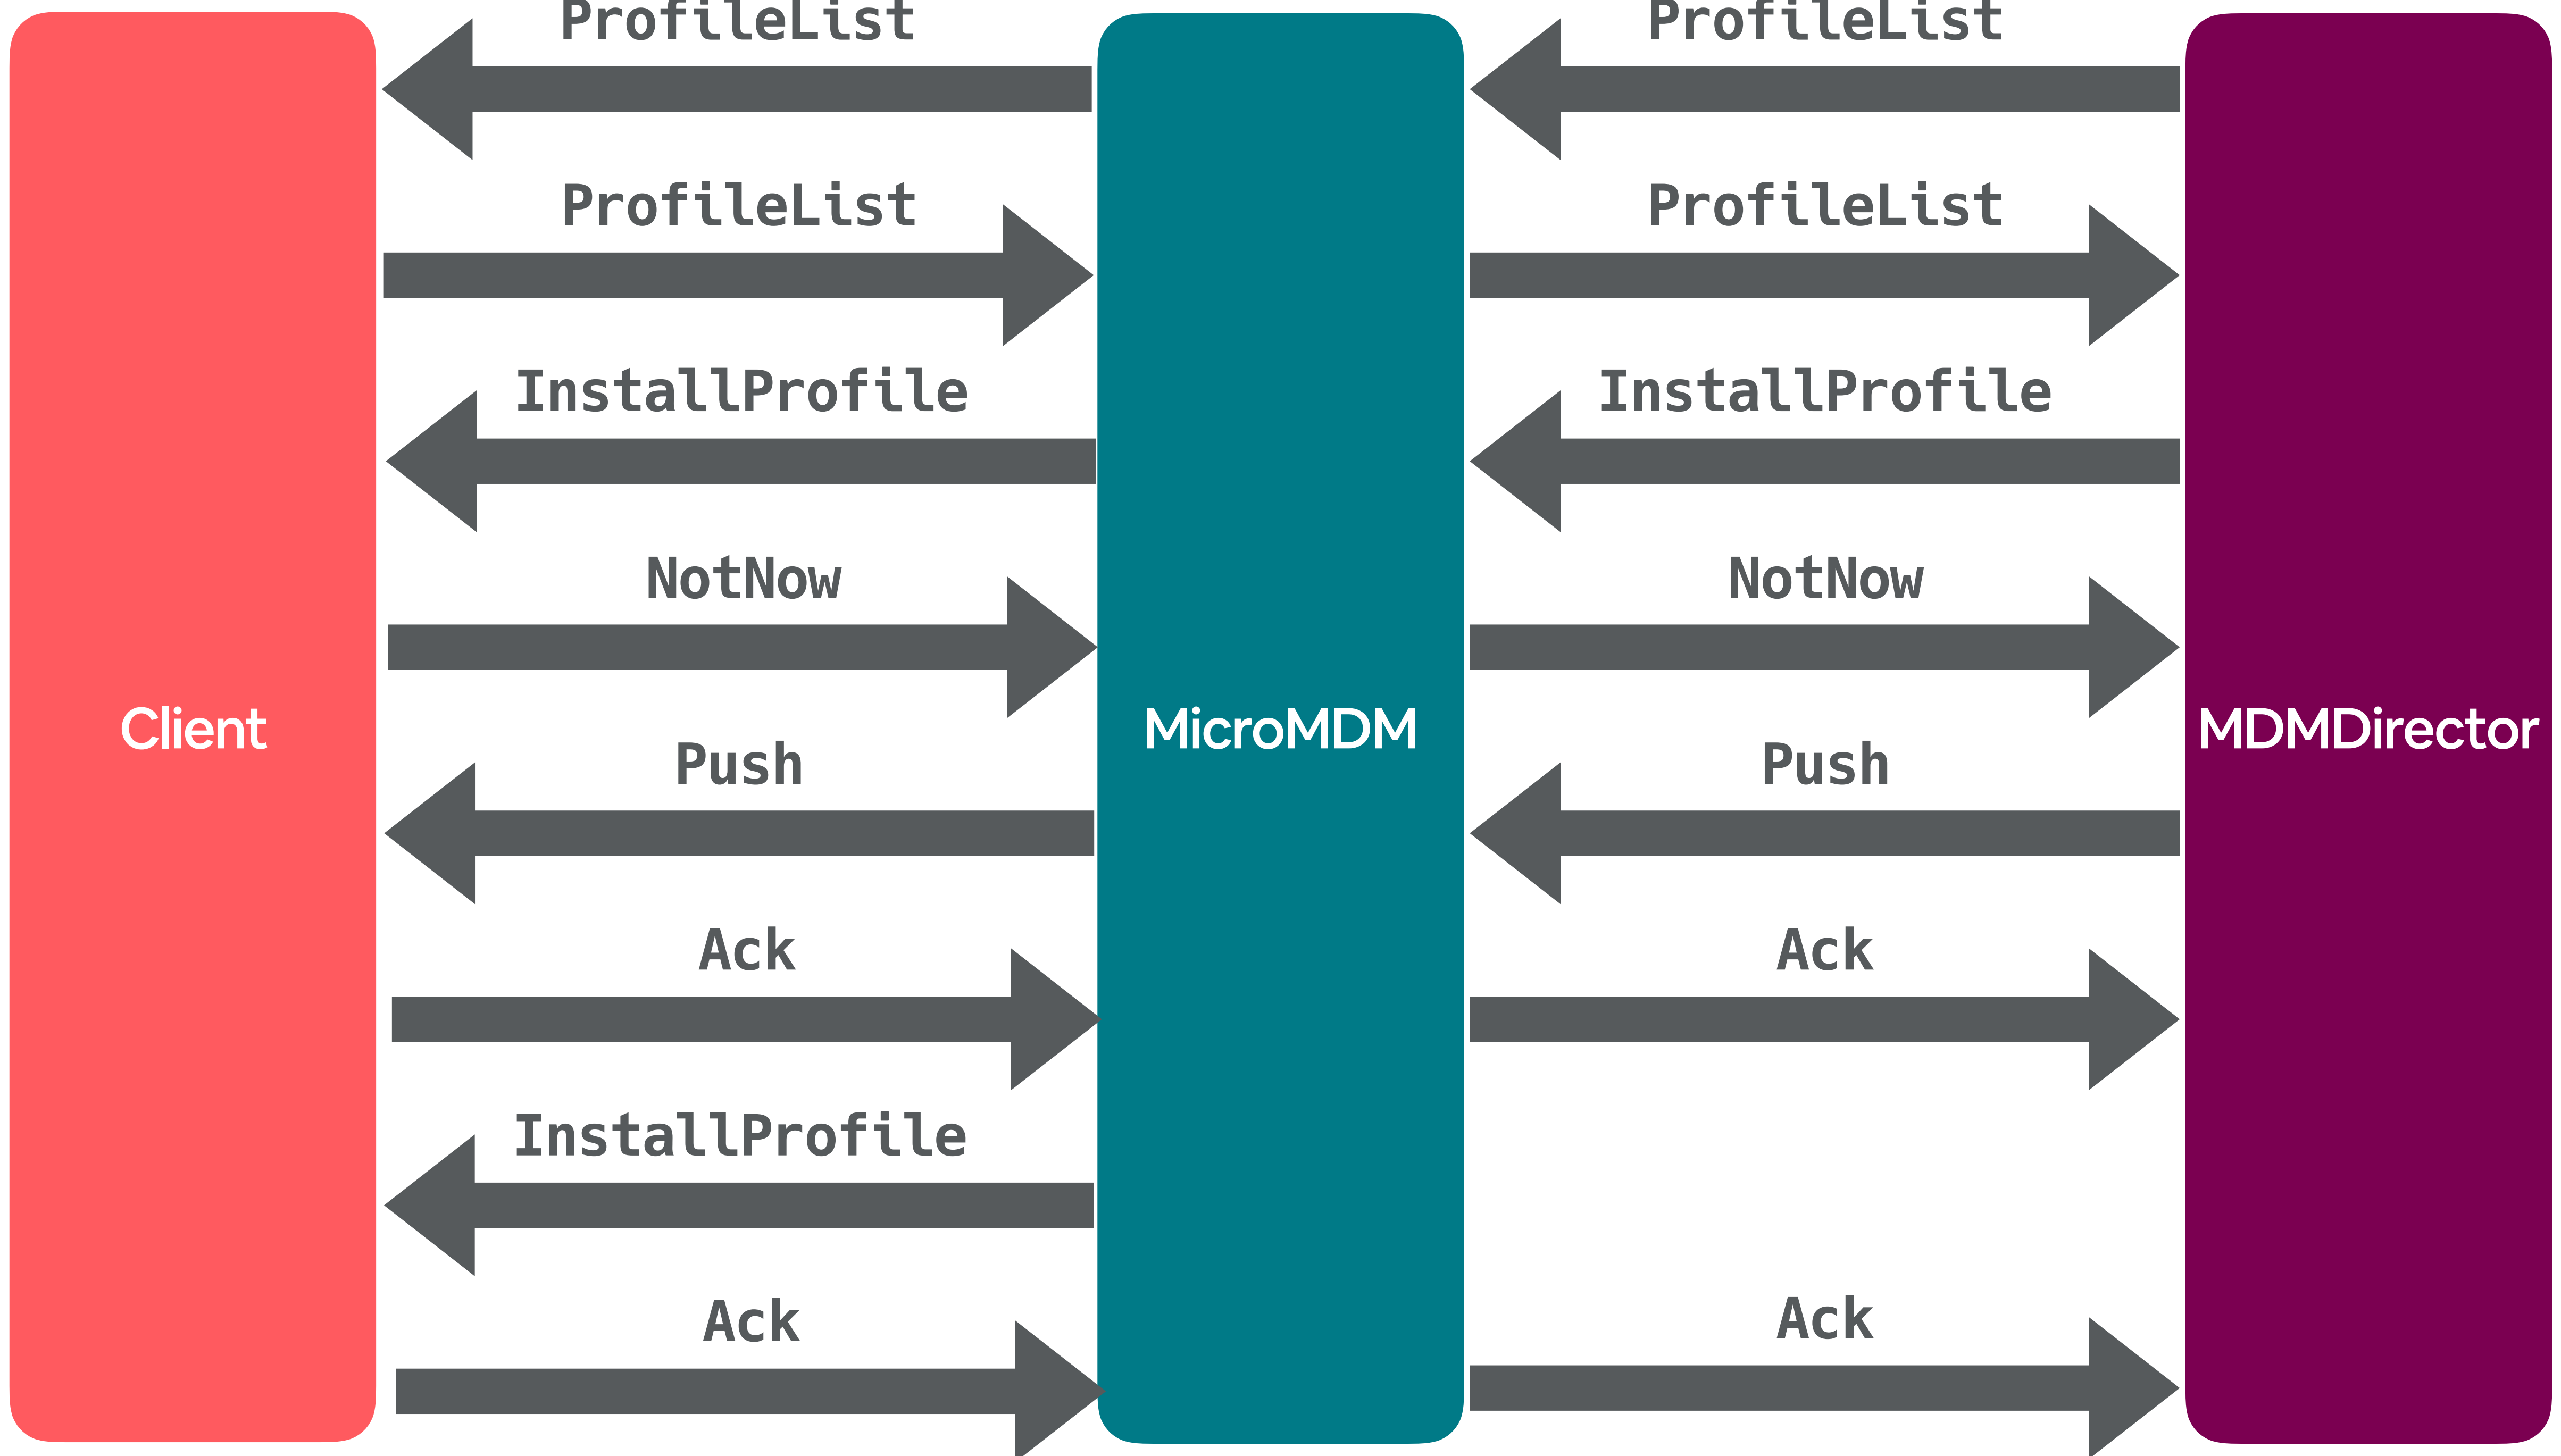 ProfileList
ProfileList
ProfileList
ProfileList
InstallProfile
InstallProfile
NotNow
NotNow
Client
MicroMDM
MDMDirector
Push
Push
Ack
Ack
InstallProfile
Ack
Ack